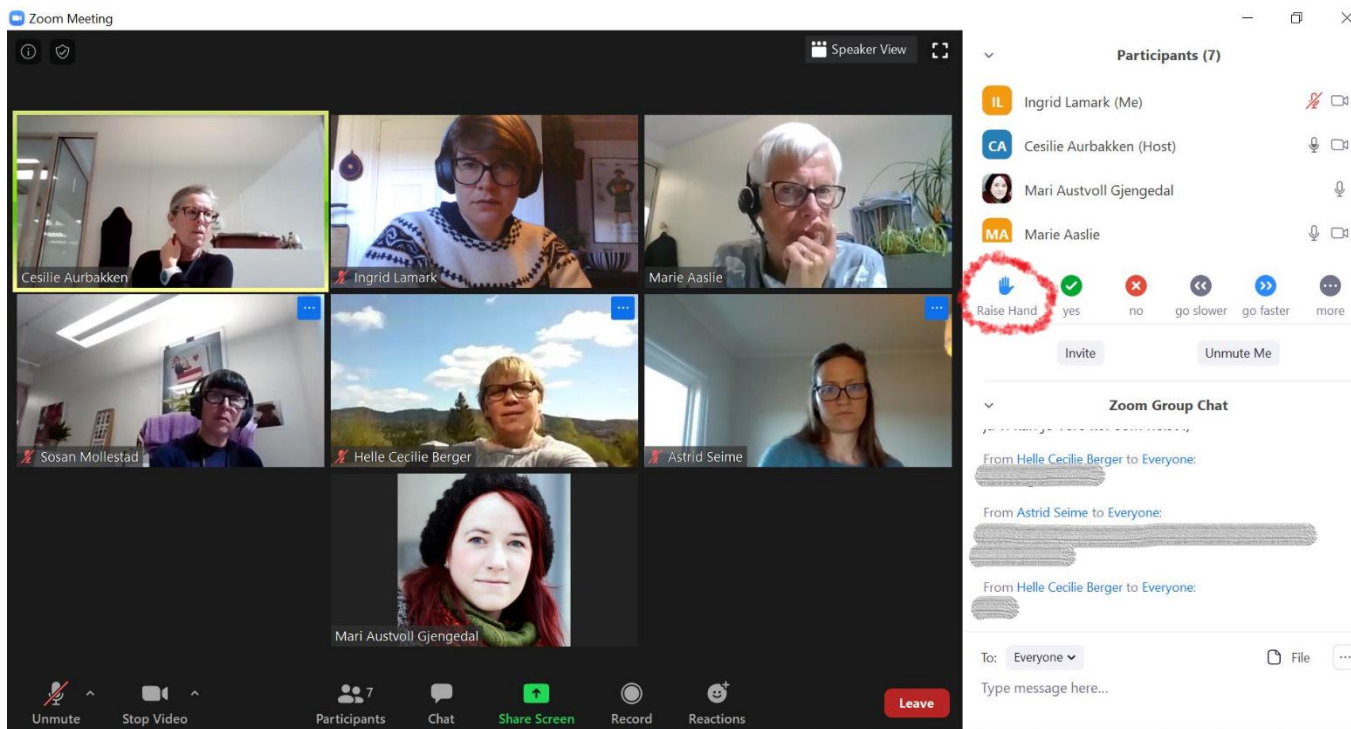 Zoom Meeting
Speaker View
Cesilie Aurbakken
Ingrid Lamark
Marie Aaslie
Sosan Mollestad
Helle Cecilie Berger
Astrid Seime
Mari Austvoll Gjengedal
Unmute
Stop Video
7
Participants
Chat
Share Screen
Record
Reactions
Leave
Participants (7)
IL Ingrid Lamark (Me)
CA Cesilie Aurbakken (Host)
Mari Austvoll Gjengedal
MA Marie Aaslie
Raise Hand yes no go slower go faster more
Invite Unmute Me
Zoom Group Chat
From Helle Cecilie Berger to Everyone:
From Astrid Seime to Everyone:
From Helle Cecilie Berger to Everyone:
To: Everyone File
Type message here...